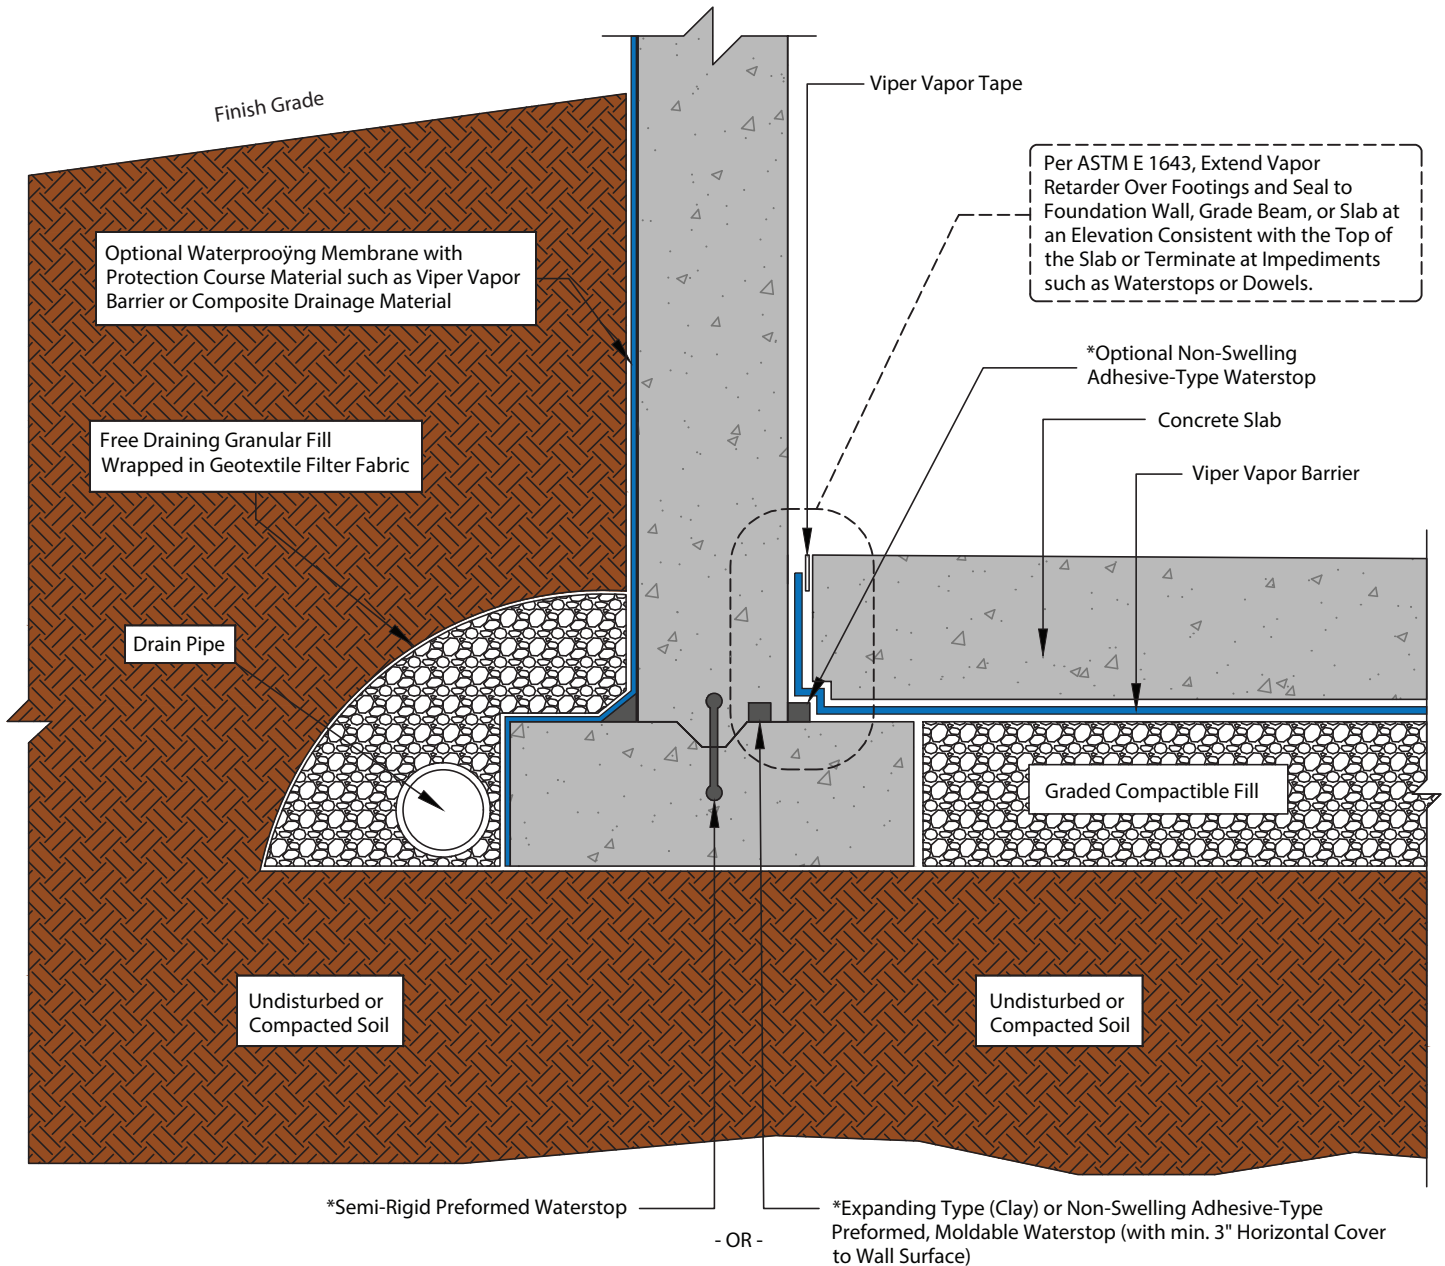 Finish Grade
Viper Vapor Tape
Per ASTM E 1643, Extend Vapor
Retarder Over Footings and Seal to
Foundation Wall, Grade Beam, or Slab at
an Elevation Consistent with the Top of
the Slab or Terminate at Impediments
such as Waterstops or Dowels.
Optional Waterprooÿng Membrane with
Protection Course Material such as Viper Vapor
Barrier or Composite Drainage Material
*Optional Non-Swelling
Adhesive-Type Waterstop
Concrete Slab
Free Draining Granular Fill
Wrapped in Geotextile Filter Fabric
Viper Vapor Barrier
Drain Pipe
Graded Compactible Fill
Undisturbed or
Compacted Soil
Undisturbed or
Compacted Soil
*Semi-Rigid Preformed Waterstop
- OR -
*Expanding Type (Clay) or Non-Swelling Adhesive-Type
Preformed, Moldable Waterstop (with min. 3" Horizontal Cover
to Wall Surface)